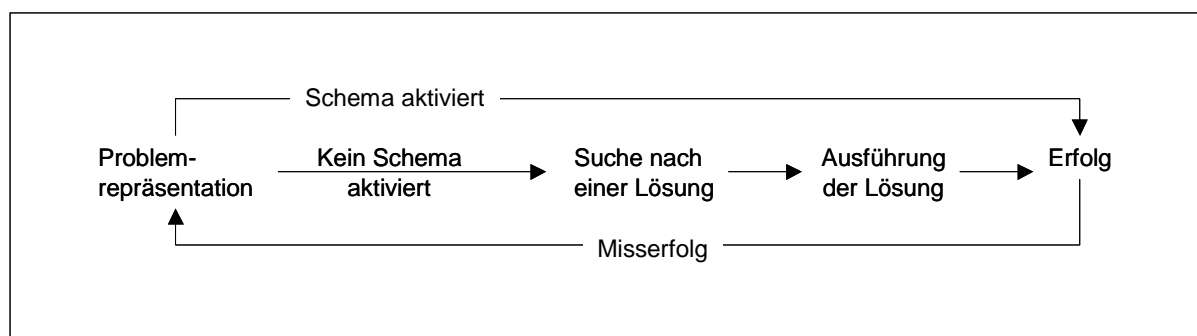 Schema aktiviert
Problem-
repräsentation
Kein Schema
aktiviert
Suche nach
einer Lösung
Ausführung
der Lösung
Erfolg
Misserfolg